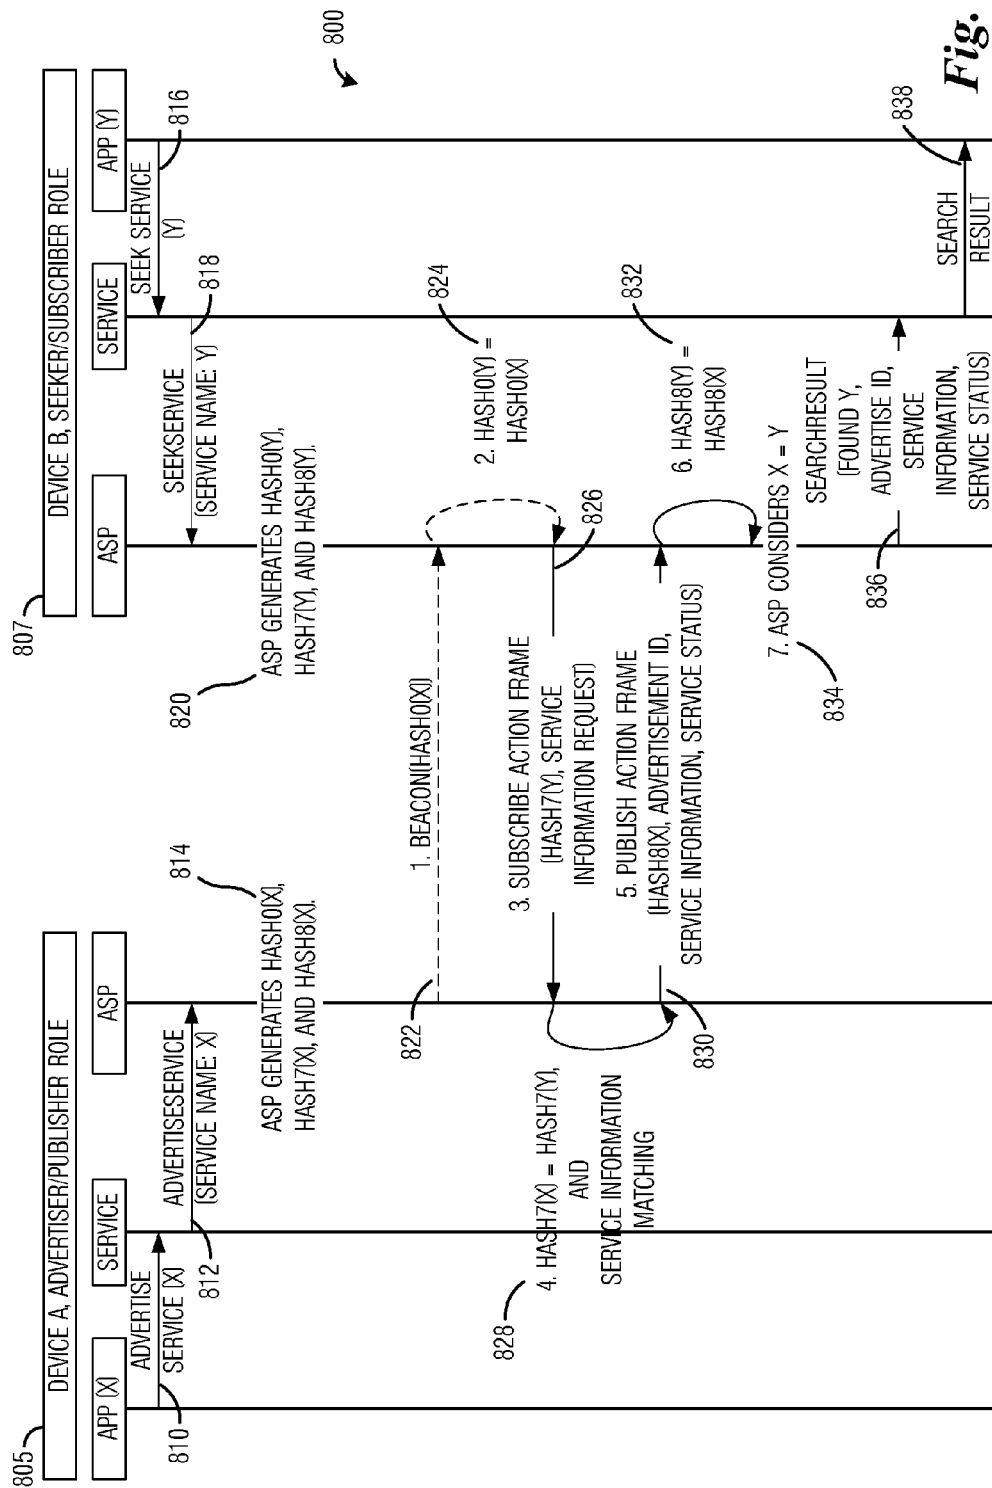 805
DEVICE A, ADVERTISER/PUBLISHER ROLE
807
DEVICE B, SEEKER/SUBSCRIBER ROLE
APP (X)
SERVICE
ASP
ASP
SERVICE
APP (Y)
800
810
ADVERTISE
SERVICE (X)
812
ADVERTISESERVICE
(SERVICE NAME: X)
814
ASP GENERATES HASH0(X),
HASH7(X), AND HASH8(X).
SEEK SERVICE
(Y)
816
SEEKSERVICE
(SERVICE NAME: Y)
818
820
ASP GENERATES HASH0(Y),
HASH7(Y), AND HASH8(Y).
822
1. BEACON(HASH0(X))
2. HASH0(Y) =
HASH0(X)
824
3. SUBSCRIBE ACTION FRAME
(HASH7(Y), SERVICE
INFORMATION REQUEST)
826
828
4. HASH7(X) = HASH7(Y),
AND
SERVICE INFORMATION
MATCHING
830
5. PUBLISH ACTION FRAME
(HASH8(X), ADVERTISEMENT ID,
SERVICE INFORMATION, SERVICE STATUS)
6. HASH8(Y) =
HASH8(X)
832
7. ASP CONSIDERS X = Y
834
836
SEARCHRESULT
(FOUND Y,
ADVERTISE ID,
SERVICE
INFORMATION,
SERVICE STATUS)
SEARCH
RESULT
838
Fig.